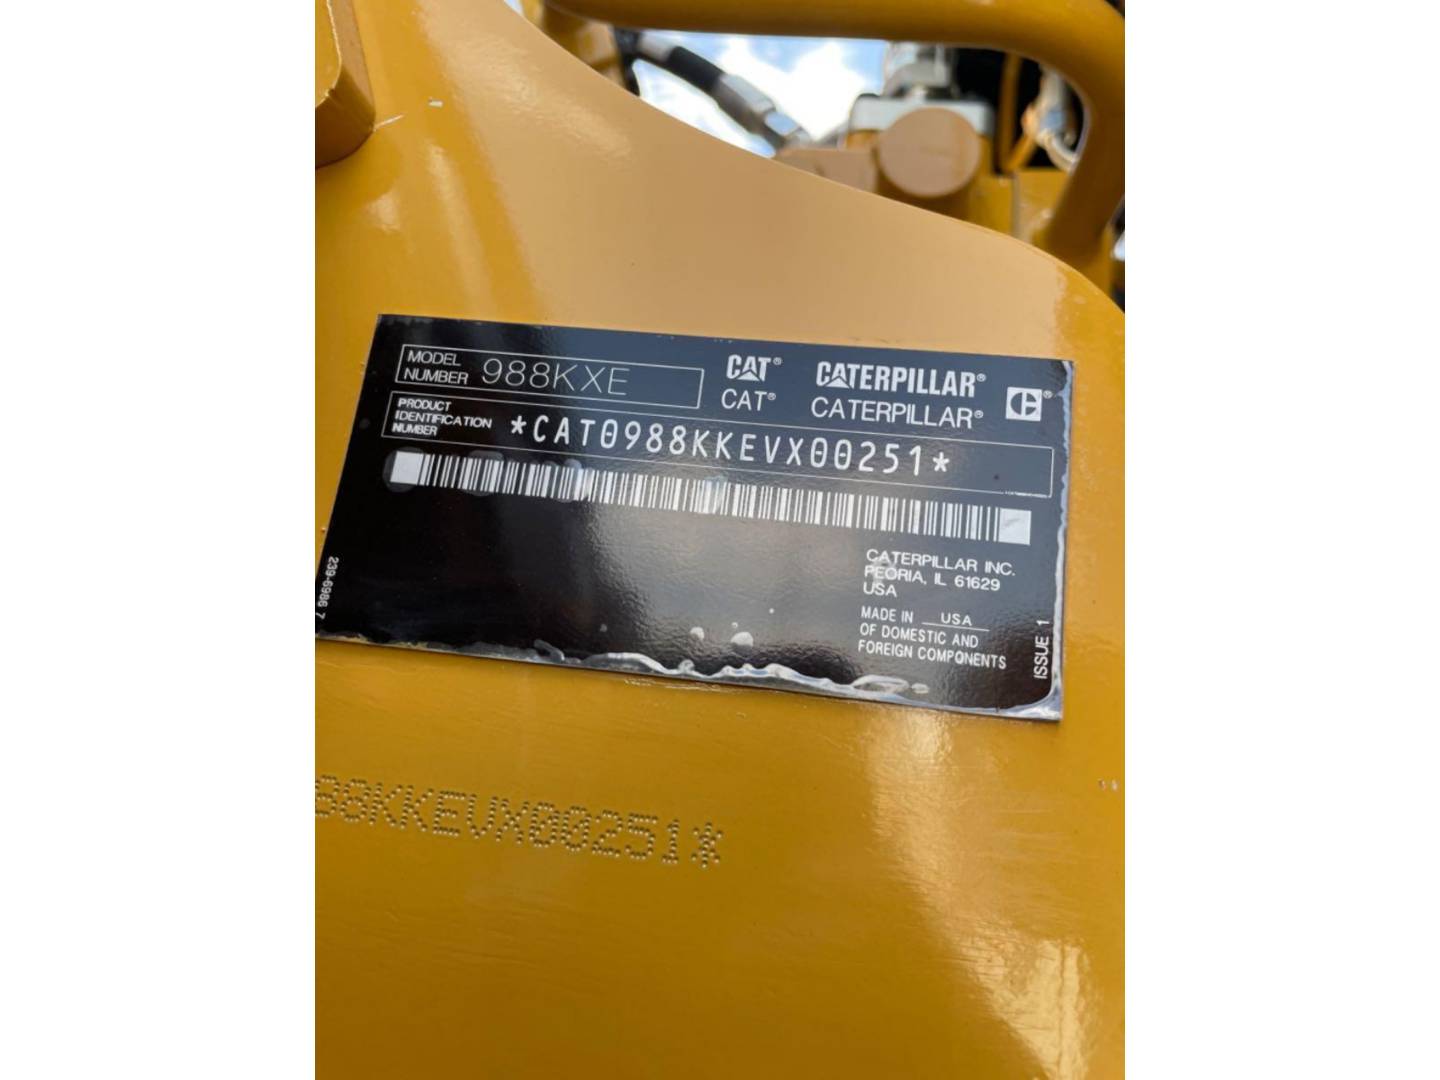 MODEL NUMBER 988KXE
CAT® CATERPILLAR®
CAT® CATERPILLAR®
PRODUCT IDENTIFICATION NUMBER *CAT0988KKEVX00251*
CATERPILLAR INC.
PEORIA, IL 61629
USA
MADE IN USA
OF DOMESTIC AND
FOREIGN COMPONENTS
ISSUE 1
239-6986 7
88KKEVX00251*